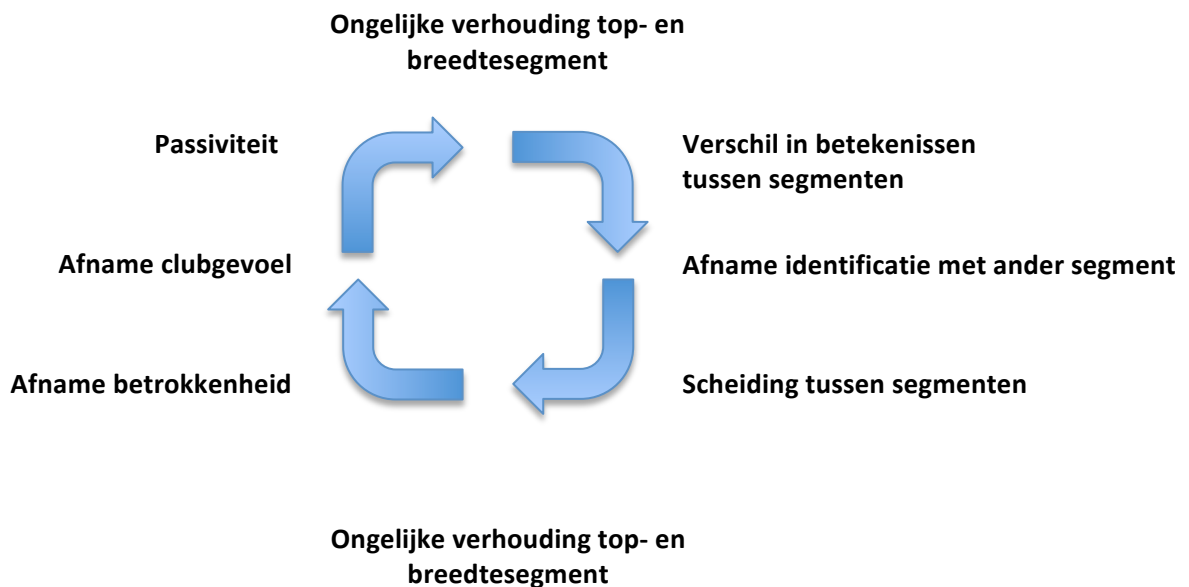 Ongelijke verhouding top- en
breedtesegment
Passiviteit
Verschil in betekenissen
tussen segmenten
Afname clubgevoel
Afname identificatie met ander segment
Afname betrokkenheid
Scheiding tussen segmenten
Ongelijke verhouding top- en
breedtesegment